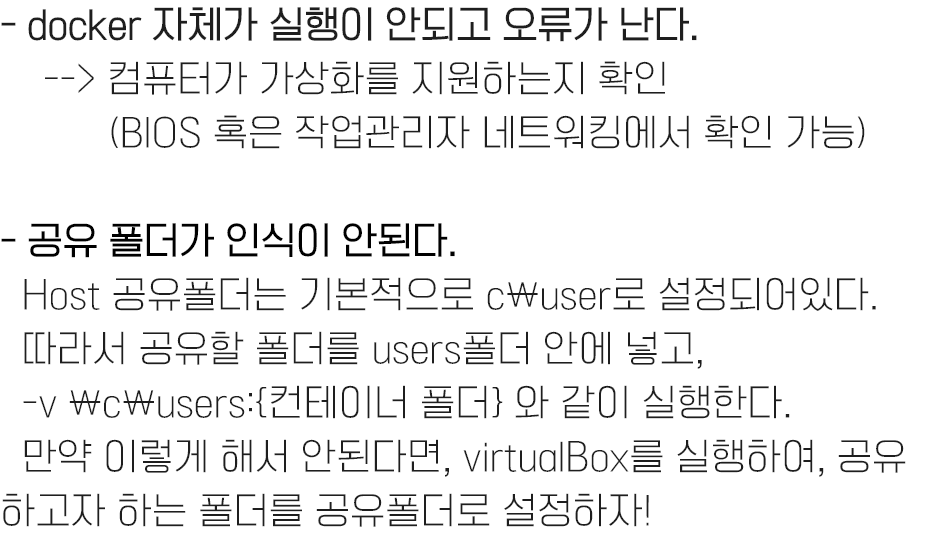 - docker 자체가 실행이 안되고 오류가 난다.
--> 컴퓨터가 가상화를 지원하는지 확인
(BIOS 혹은 작업관리자 네트워킹에서 확인 가능)
- 공유 폴더가 인식이 안된다.
Host 공유폴더는 기본적으로 c₩user로 설정되어있다.
따라서 공유할 폴더를 users폴더 안에 넣고,
-v ₩c₩users:{컨테이너 폴더} 와 같이 실행한다.
만약 이렇게 해서 안된다면, virtualBox를 실행하여, 공유
하고자 하는 폴더를 공유폴더로 설정하자!